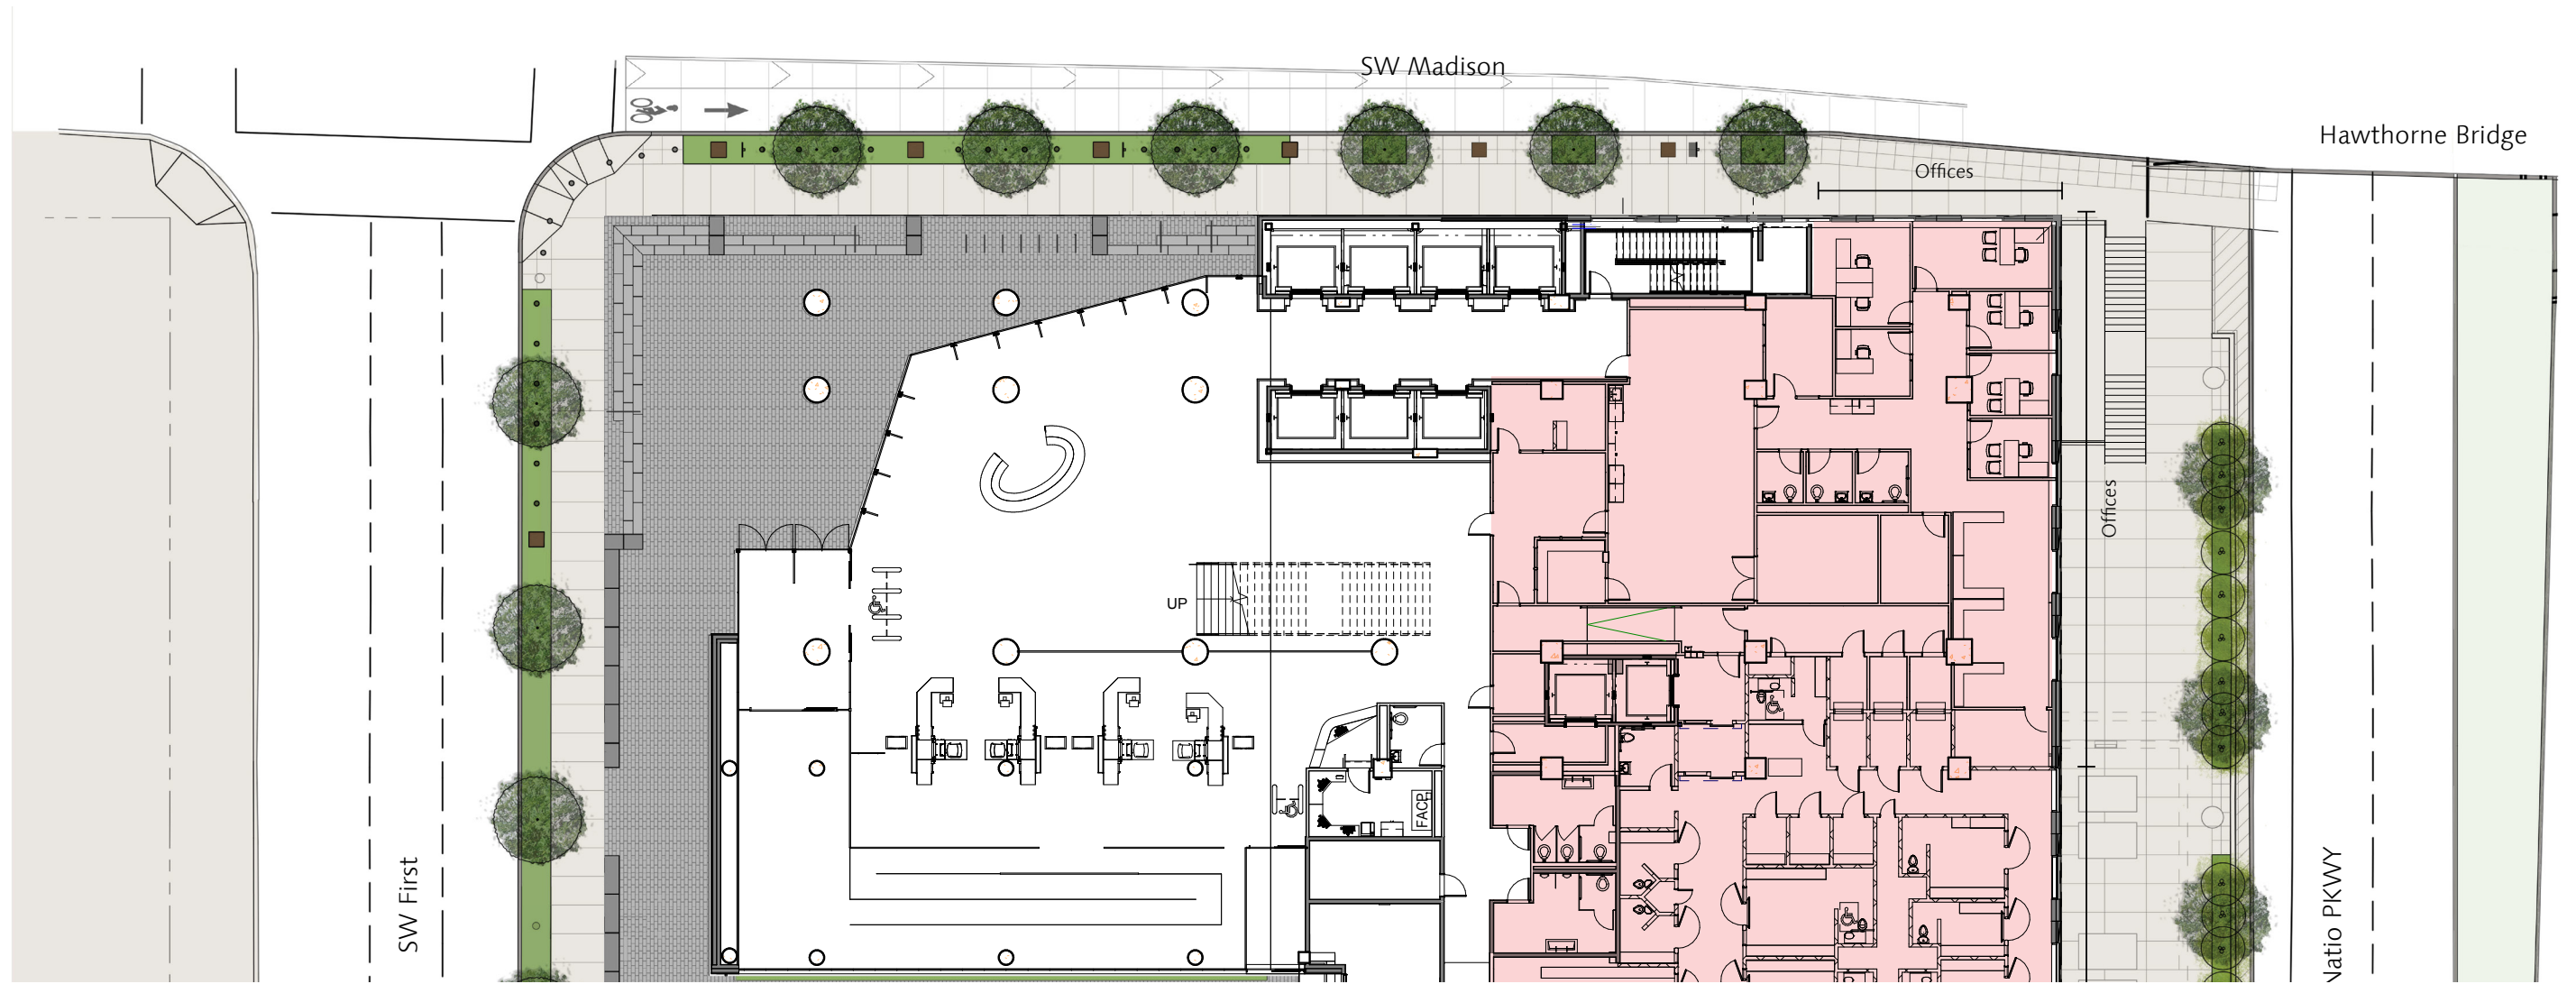 SW Madison
Hawthorne Bridge
Offices
Offices
UP
FACP
SW First
Natio PKWY